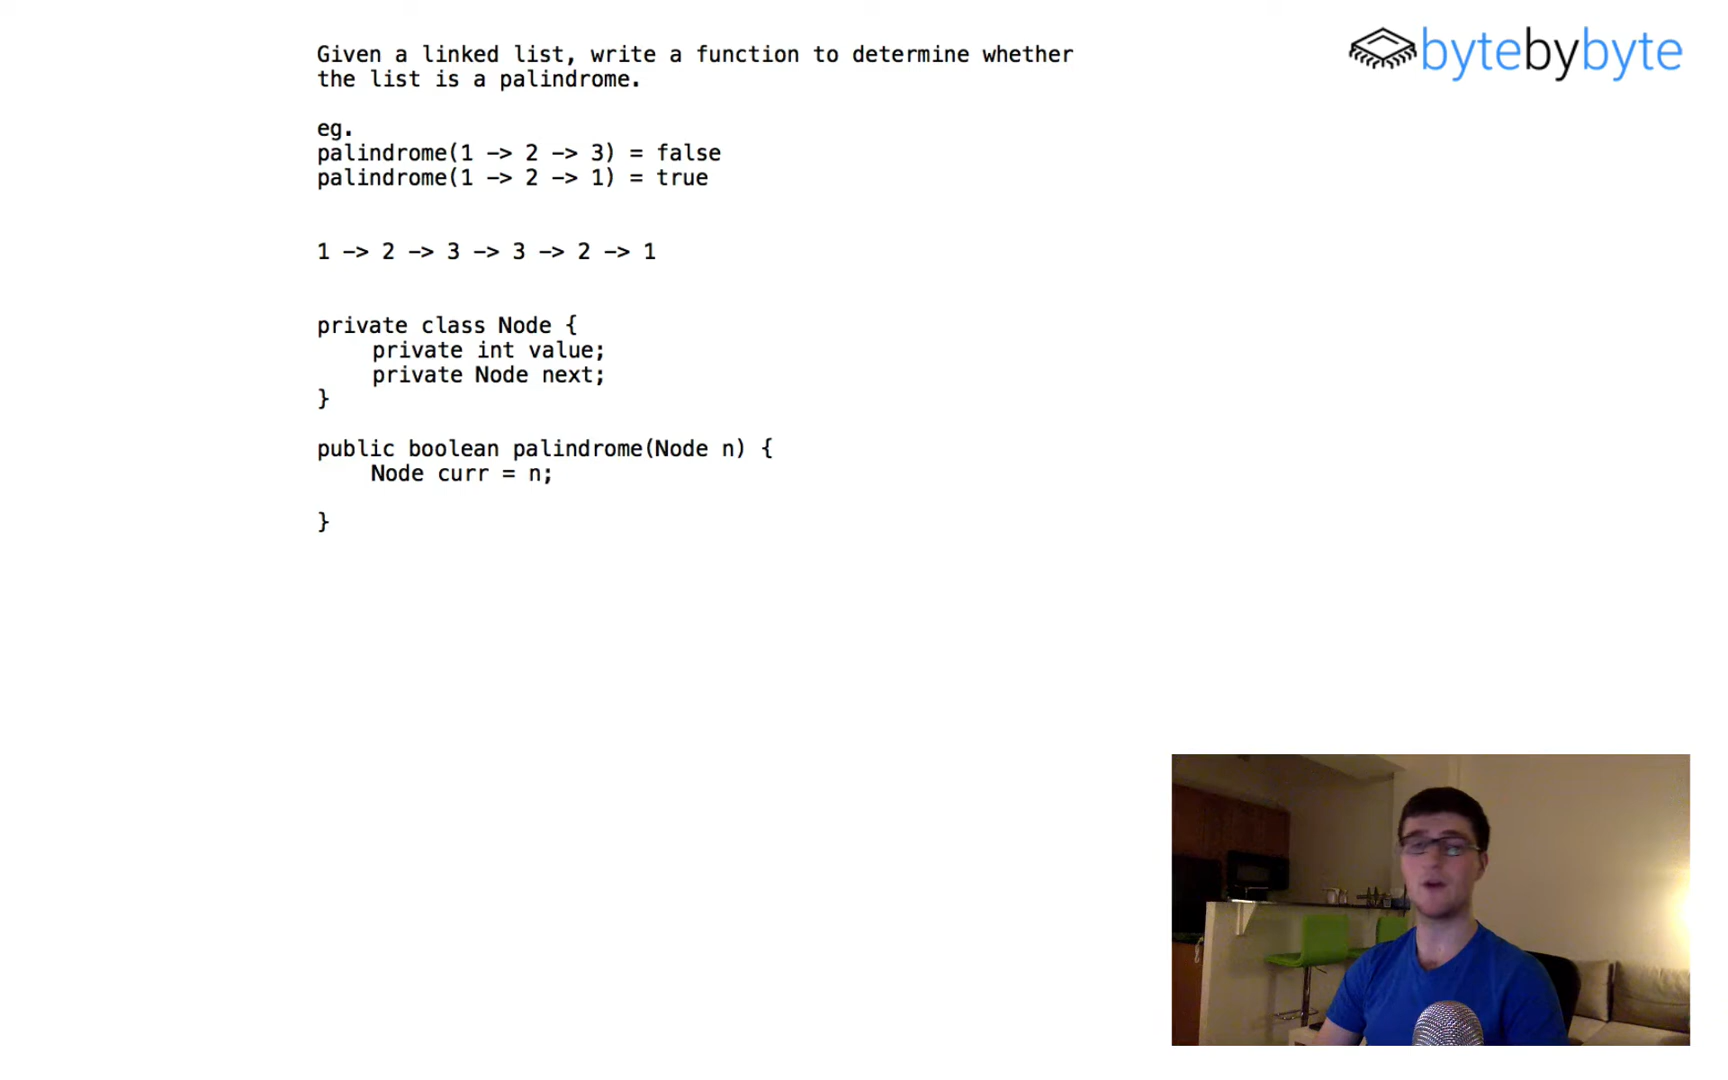 Given a linked list, write a function to determine whether
the list is a palindrome.
eg.
palindrome(1 -> 2 -> 3) = false
palindrome(1 -> 2 -> 1) = true
1 -> 2 -> 3 -> 3 -> 2 -> 1
private class Node {
private int value;
private Node next;
}
public boolean palindrome(Node n) {
Node curr = n;
}
bytebybyte